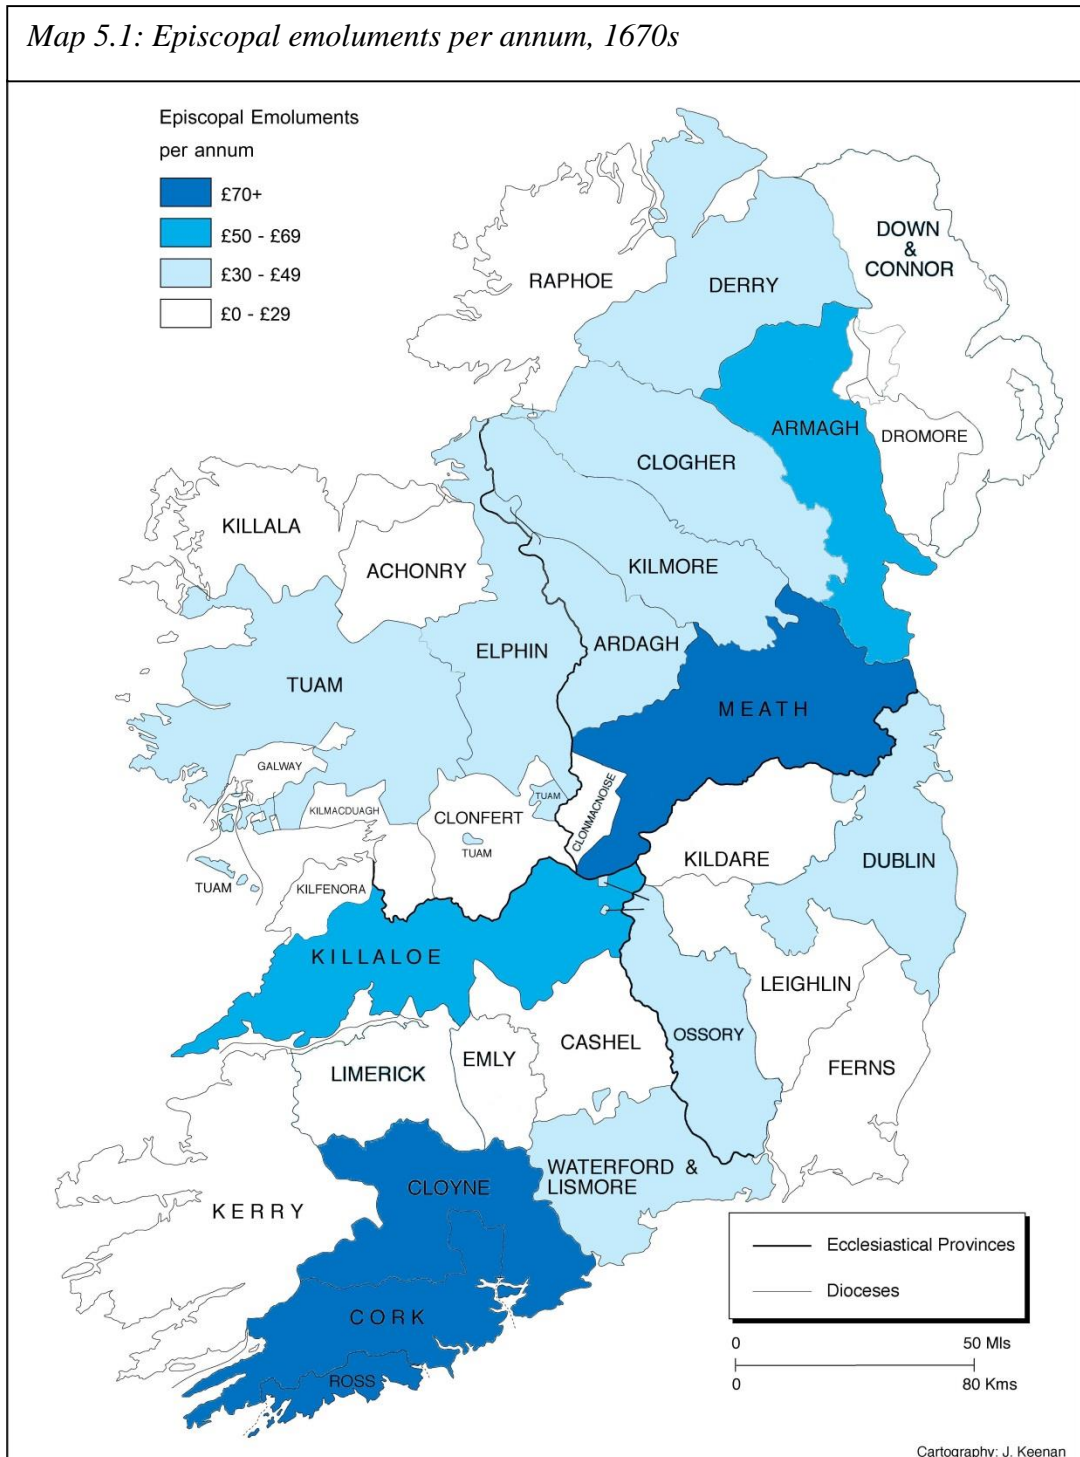 Map 5.1: Episcopal emoluments per annum, 1670s
Episcopal Emoluments
per annum
£70+
£50 - £69
£30 - £49
£0 - £29
RAPHOE
DERRY
DOWN
&
CONNOR
ARMAGH
DROMORE
CLOGHER
KILLALA
ACHONRY
KILMORE
ELPHIN
ARDAGH
TUAM
MEATH
GALWAY
KILMACDUAGH
CLONFERT
TUAM
CLONMACNOISE
TUAM
KILDARE
DUBLIN
TUAM
KILFENORA
KILLALOE
LEIGHLIN
OSSORY
CASHEL
EMLY
LIMERICK
FERNS
WATERFORD &
LISMORE
CLOYNE
KERRY
CORK
ROSS
Ecclesiastical Provinces
Dioceses
0 50 Mls
0 80 Kms
Cartography: J. Keenan